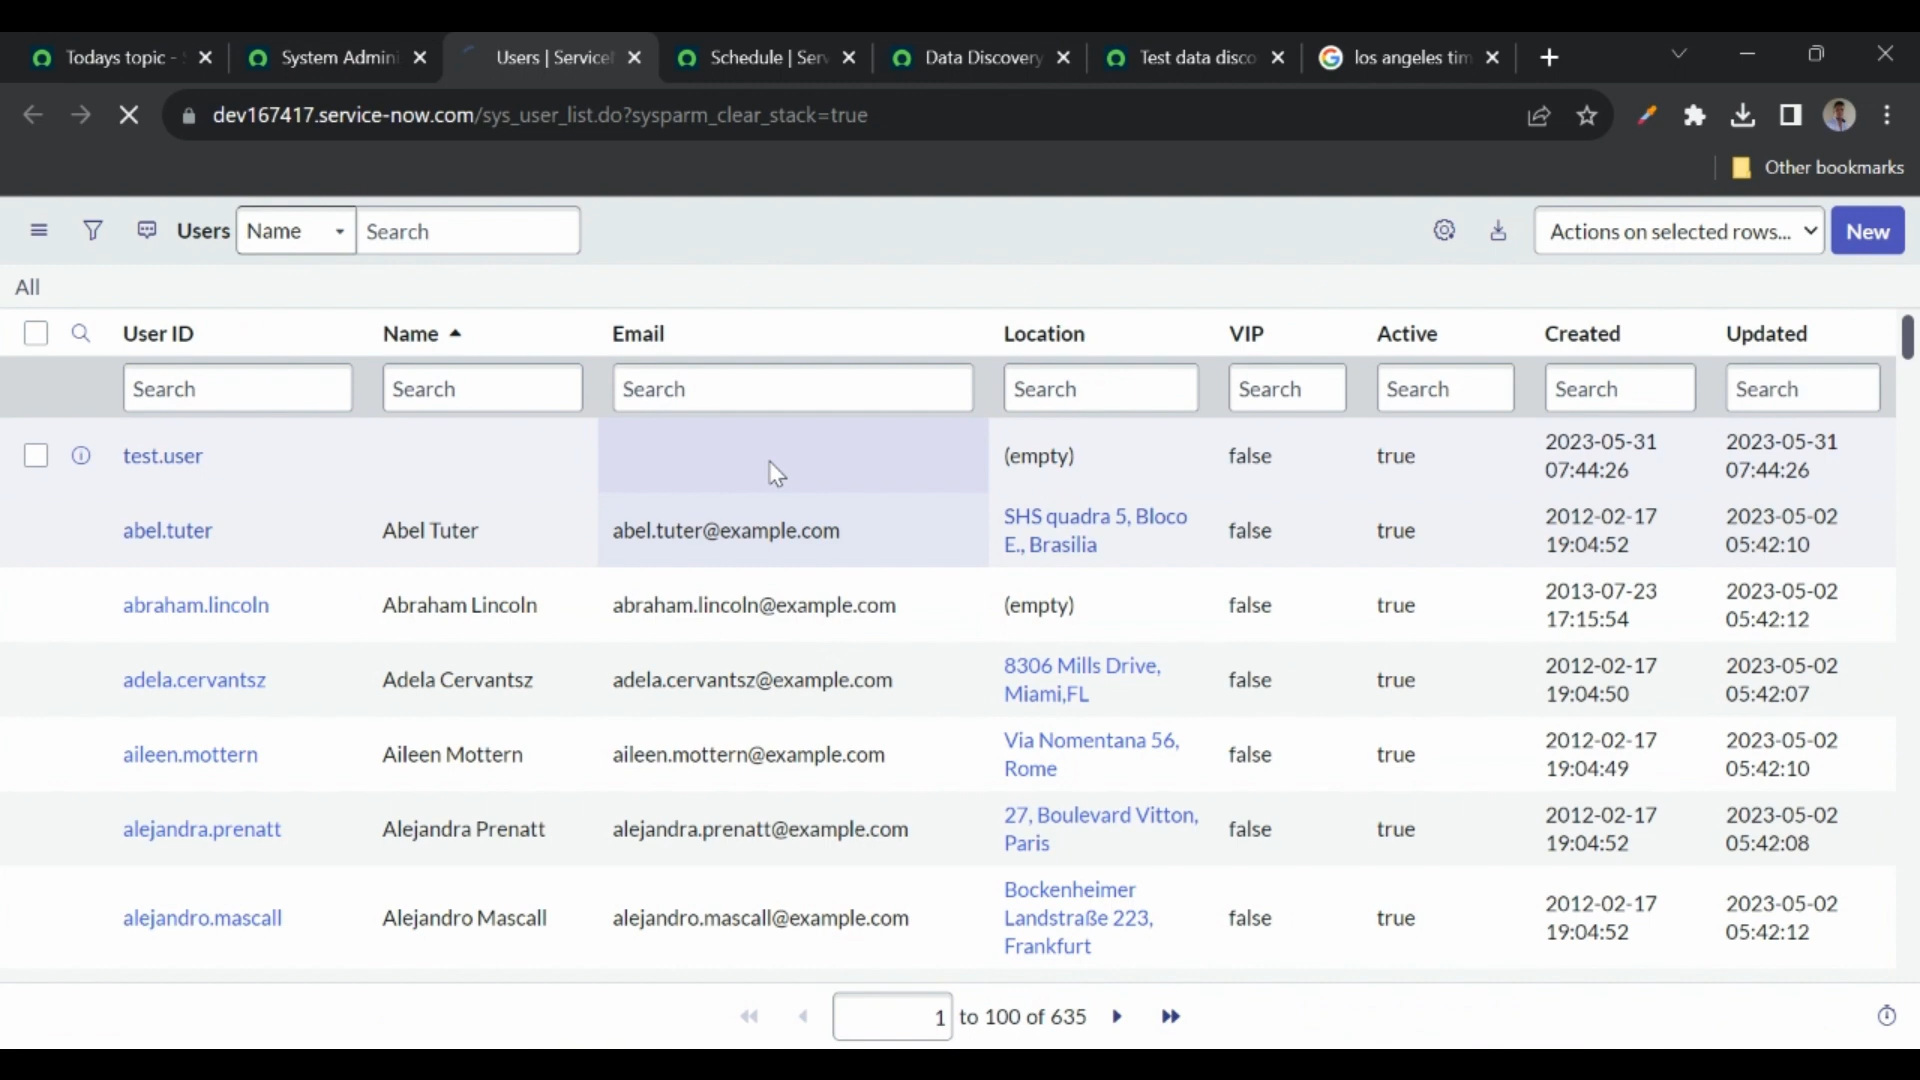 Todays topic -
System Admini
Users | Service
Schedule | Serv
Data Discovery
Test data disco
los angeles tim
dev167417.service-now.com/sys_user_list.do?sysparm_clear_stack=true
Other bookmarks
Users Name Search
Actions on selected rows...
New
All
User ID Name Email Location VIP Active Created Updated
Search Search Search Search Search Search Search Search
test.user (empty) false true 2023-05-31 07:44:26 2023-05-31 07:44:26
abel.tuter Abel Tuter abel.tuter@example.com SHS quadra 5, Bloco E., Brasilia false true 2012-02-17 19:04:52 2023-05-02 05:42:10
abraham.lincoln Abraham Lincoln abraham.lincoln@example.com (empty) false true 2013-07-23 17:15:54 2023-05-02 05:42:12
adela.cervantsz Adela Cervantsz adela.cervantsz@example.com 8306 Mills Drive, Miami,FL false true 2012-02-17 19:04:50 2023-05-02 05:42:07
aileen.mottern Aileen Mottern aileen.mottern@example.com Via Nomentana 56, Rome false true 2012-02-17 19:04:49 2023-05-02 05:42:10
alejandra.prenatt Alejandra Prenatt alejandra.prenatt@example.com 27, Boulevard Vitton, Paris false true 2012-02-17 19:04:52 2023-05-02 05:42:08
alejandro.mascall Alejandro Mascall alejandro.mascall@example.com Bockenheimer Landstraße 223, Frankfurt false true 2012-02-17 19:04:52 2023-05-02 05:42:12
1 to 100 of 635